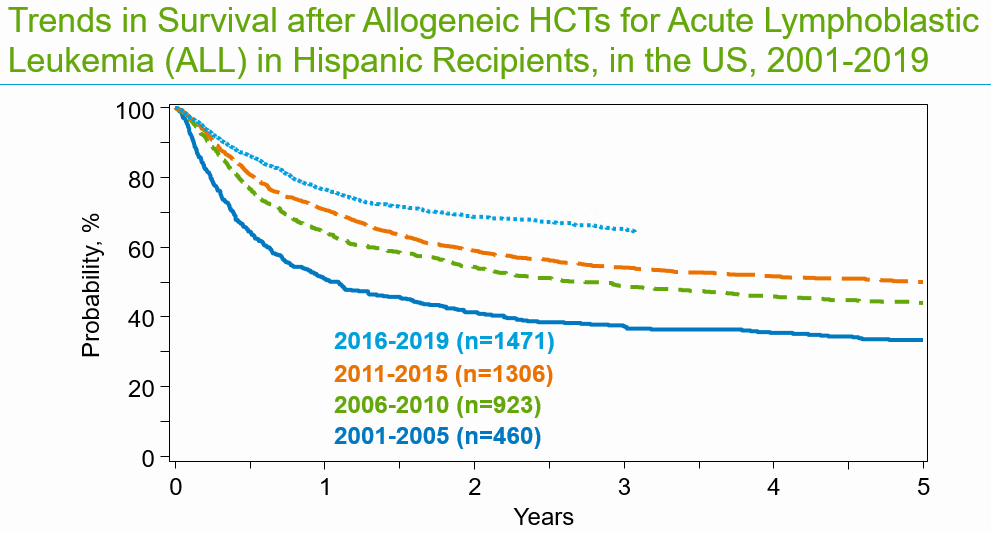 Trends in Survival after Allogeneic HCTs for Acute Lymphoblastic
Leukemia (ALL) in Hispanic Recipients, in the US, 2001-2019
100
80
60
40
20
0
Probability, %
2016-2019 (n=1471)
2011-2015 (n=1306)
2006-2010 (n=923)
2001-2005 (n=460)
0 1 2 3 4 5
Years